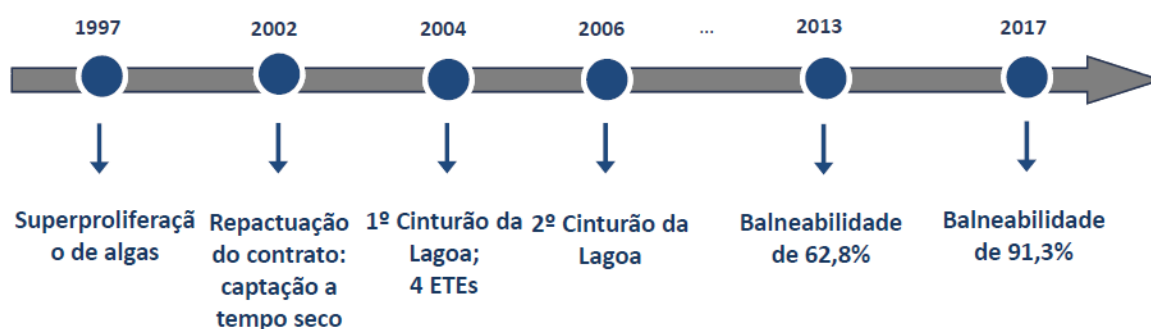 1997
2002
2004
2006
...
2013
2017
Superproliferaçã
o de algas
Repactuação
do contrato:
captação a
tempo seco
1º Cinturão da
Lagoa;
4 ETEs
2º Cinturão da
Lagoa
Balneabilidade
de 62,8%
Balneabilidade
de 91,3%